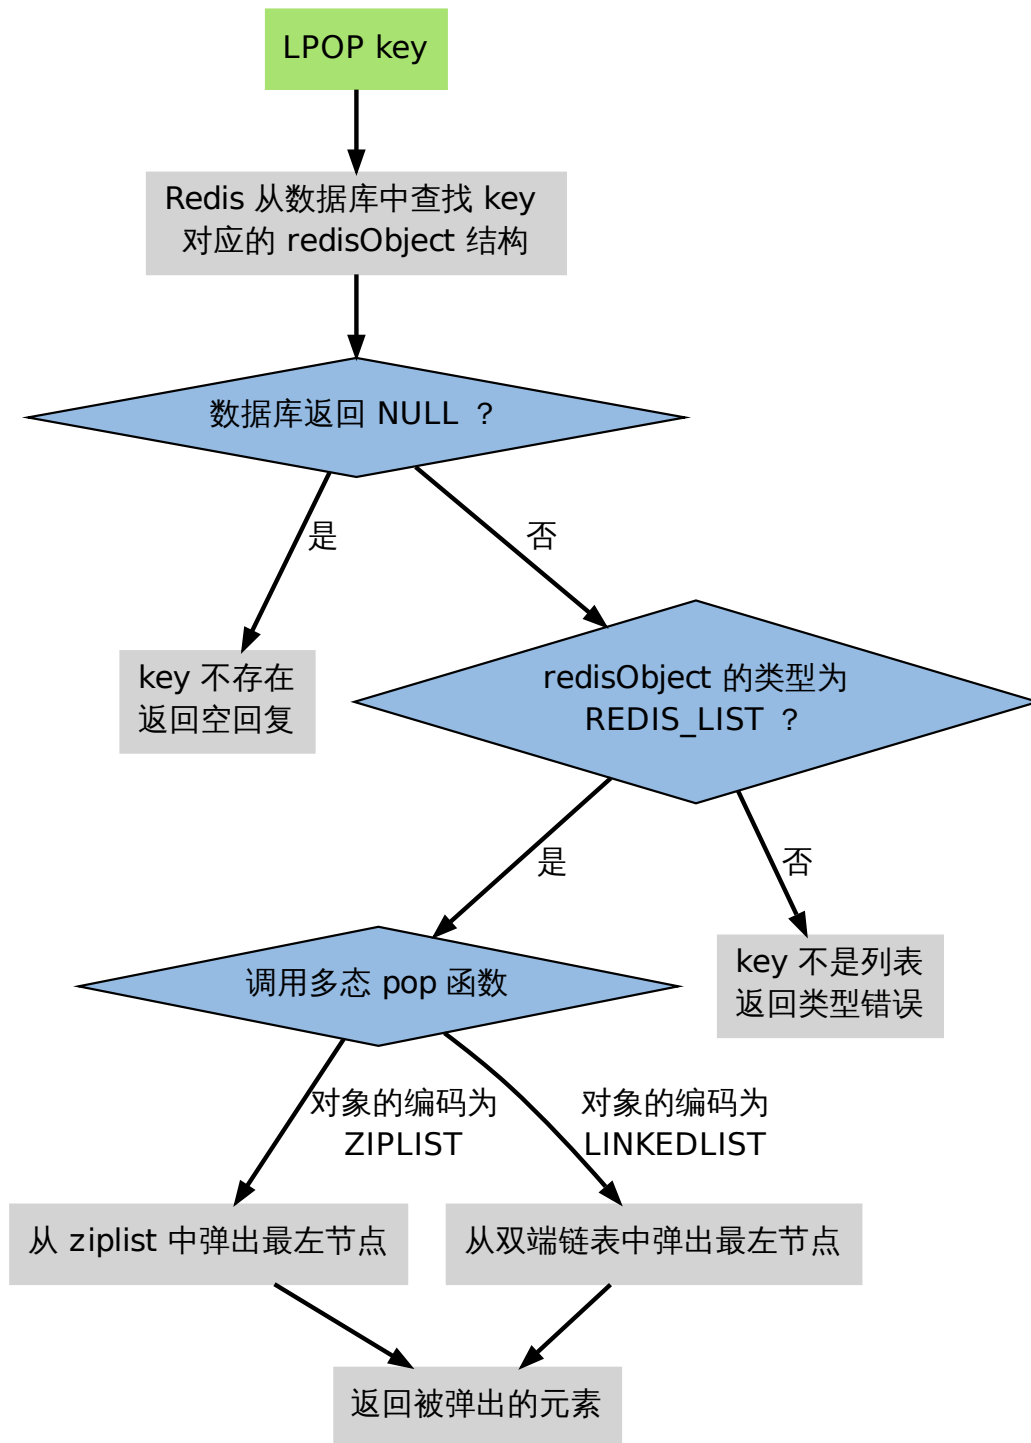 LPOP key
Redis 从数据库中查找 key
对应的 redisObject 结构
数据库返回 NULL ？
是
否
key 不存在
返回空回复
redisObject 的类型为
REDIS_LIST ？
是
否
调用多态 pop 函数
key 不是列表
返回类型错误
对象的编码为
ZIPLIST
对象的编码为
LINKEDLIST
从 ziplist 中弹出最左节点
从双端链表中弹出最左节点
返回被弹出的元素